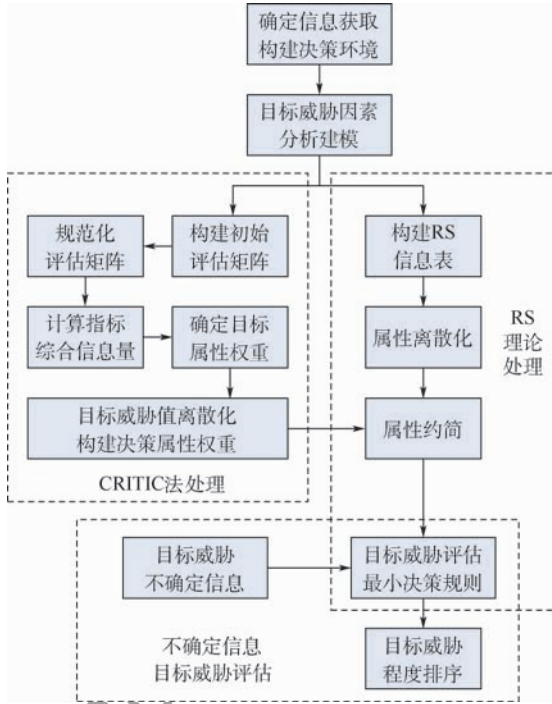 确定信息获取
构建决策环境
目标威胁因素
分析建模
规范化
评估矩阵
构建初始
评估矩阵
构建RS
信息表
计算指标
综合信息量
确定目标
属性权重
属性离散化
RS
理论
处理
目标威胁值离散化
构建决策属性权重
属性约简
CRITIC法处理
目标威胁
不确定信息
目标威胁评估
最小决策规则
不确定信息
目标威胁评估
目标威胁
程度排序